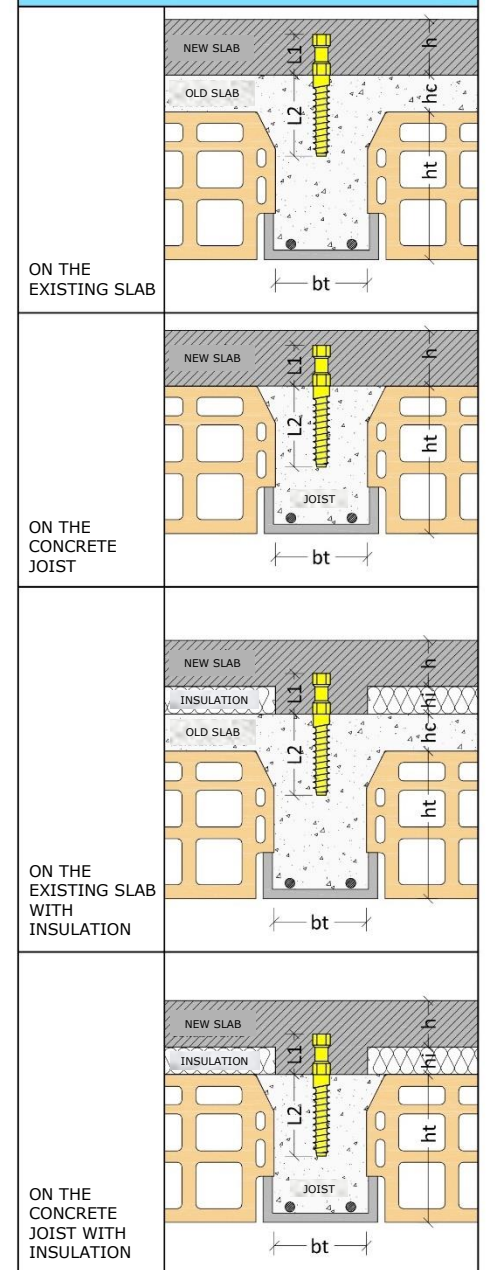 NEW SLAB
L1
h
OLD SLAB
L2
hc
ht
bt
ON THE
EXISTING SLAB
NEW SLAB
L1
h
L2
ht
JOIST
bt
ON THE
CONCRETE
JOIST
NEW SLAB
L1
h
INSULATION
hi
OLD SLAB
L2
hc
ht
bt
ON THE
EXISTING SLAB
WITH
INSULATION
NEW SLAB
L1
h
INSULATION
hi
L2
ht
JOIST
bt
ON THE
CONCRETE
JOIST WITH
INSULATION